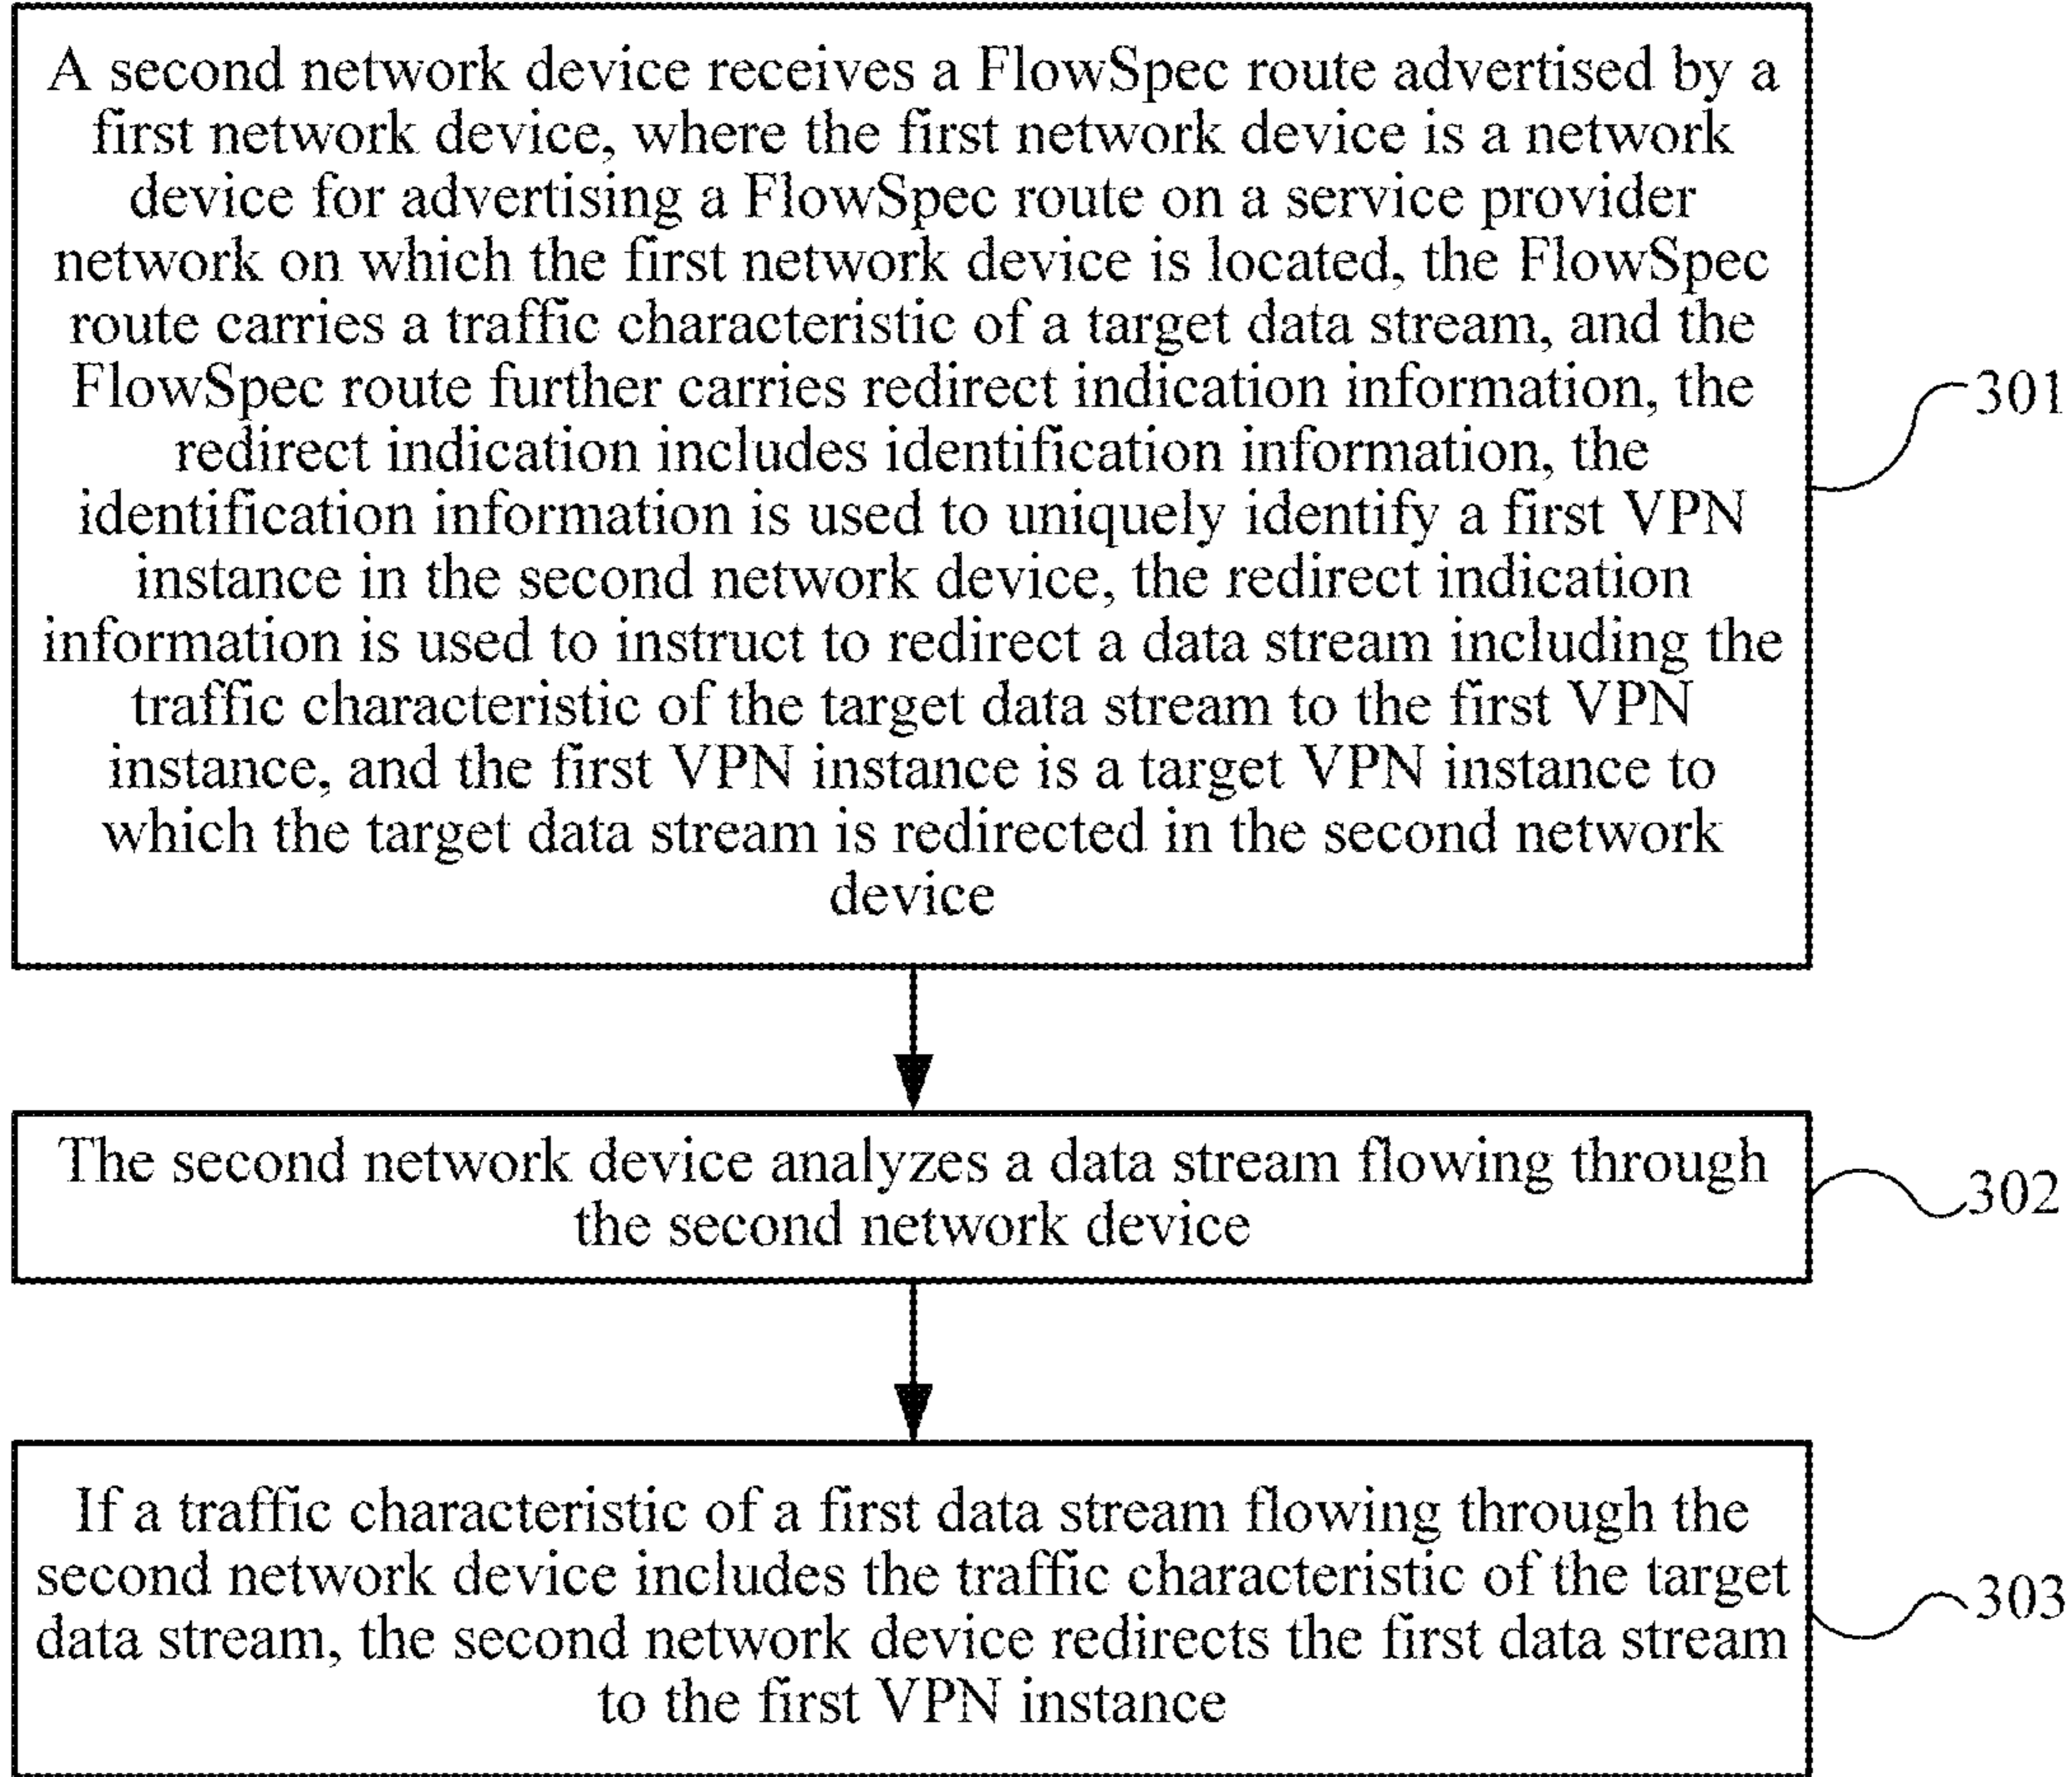 A second network device receives a FlowSpec route advertised by a
first network device, where the first network device is a network
device for advertising a FlowSpec route on a service provider
network on which the first network device is located, the FlowSpec
route carries a traffic characteristic of a target data stream, and the
FlowSpec route further carries redirect indication information, the
redirect indication includes identification information, the
identification information is used to uniquely identify a first VPN
instance in the second network device, the redirect indication
information is used to instruct to redirect a data stream including the
traffic characteristic of the target data stream to the first VPN
instance, and the first VPN instance is a target VPN instance to
which the target data stream is redirected in the second network
device
301
The second network device analyzes a data stream flowing through
the second network device
302
If a traffic characteristic of a first data stream flowing through the
second network device includes the traffic characteristic of the target
data stream, the second network device redirects the first data stream
to the first VPN instance
303